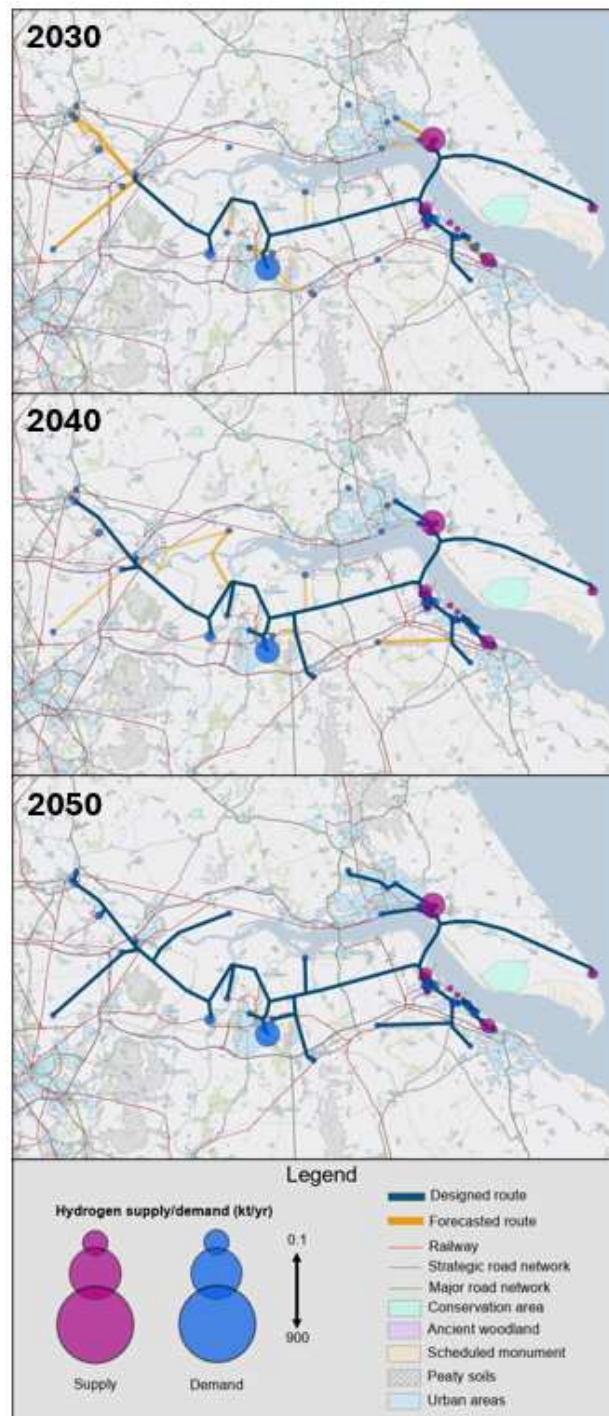 2030
2040
2050
Legend
Hydrogen supply/demand (kt/yr)
0.1
900
Supply
Demand
Designed route
Forecasted route
Railway
Strategic road network
Major road network
Conservation area
Ancient woodland
Scheduled monument
Peaty soils
Urban areas